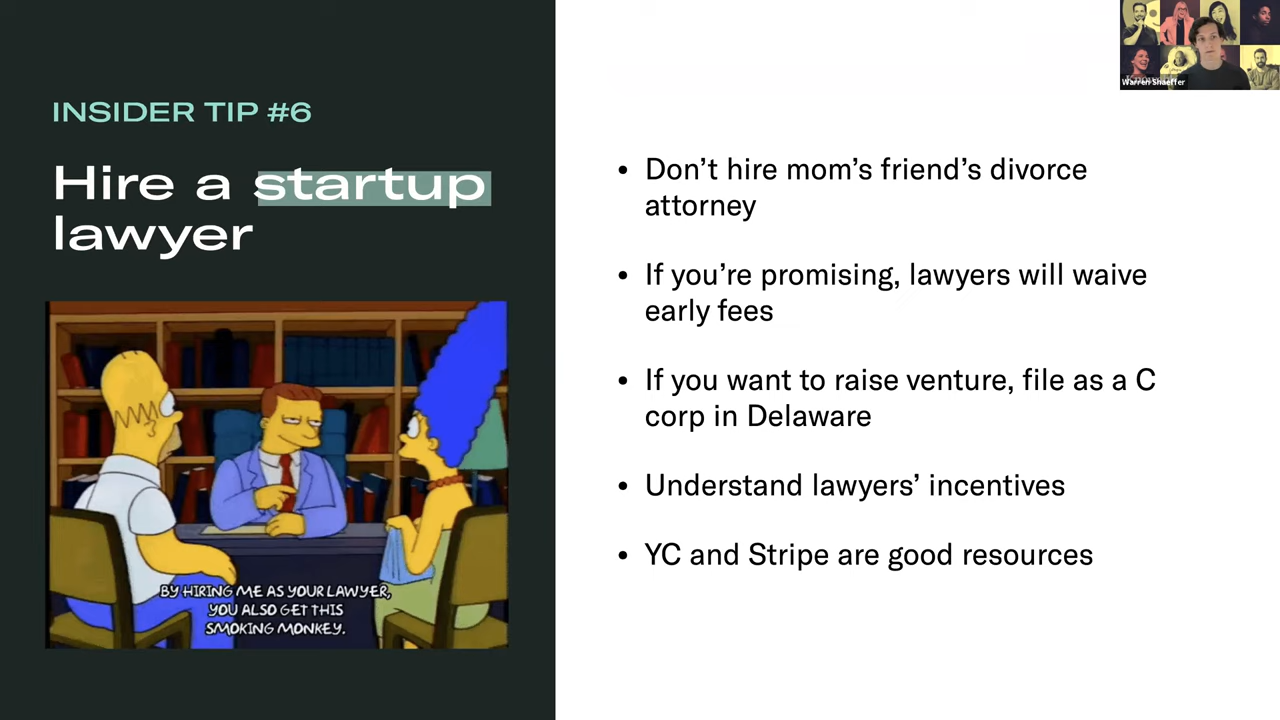 INSIDER TIP #6
Hire a startup
lawyer
BY HIRING ME AS YOUR LAWYER,
YOU ALSO GET THIS
SMOKING MONKEY.
• Don’t hire mom’s friend’s divorce
attorney
• If you’re promising, lawyers will waive
early fees
• If you want to raise venture, file as a C
corp in Delaware
• Understand lawyers’ incentives
• YC and Stripe are good resources
Warren Shaeffer